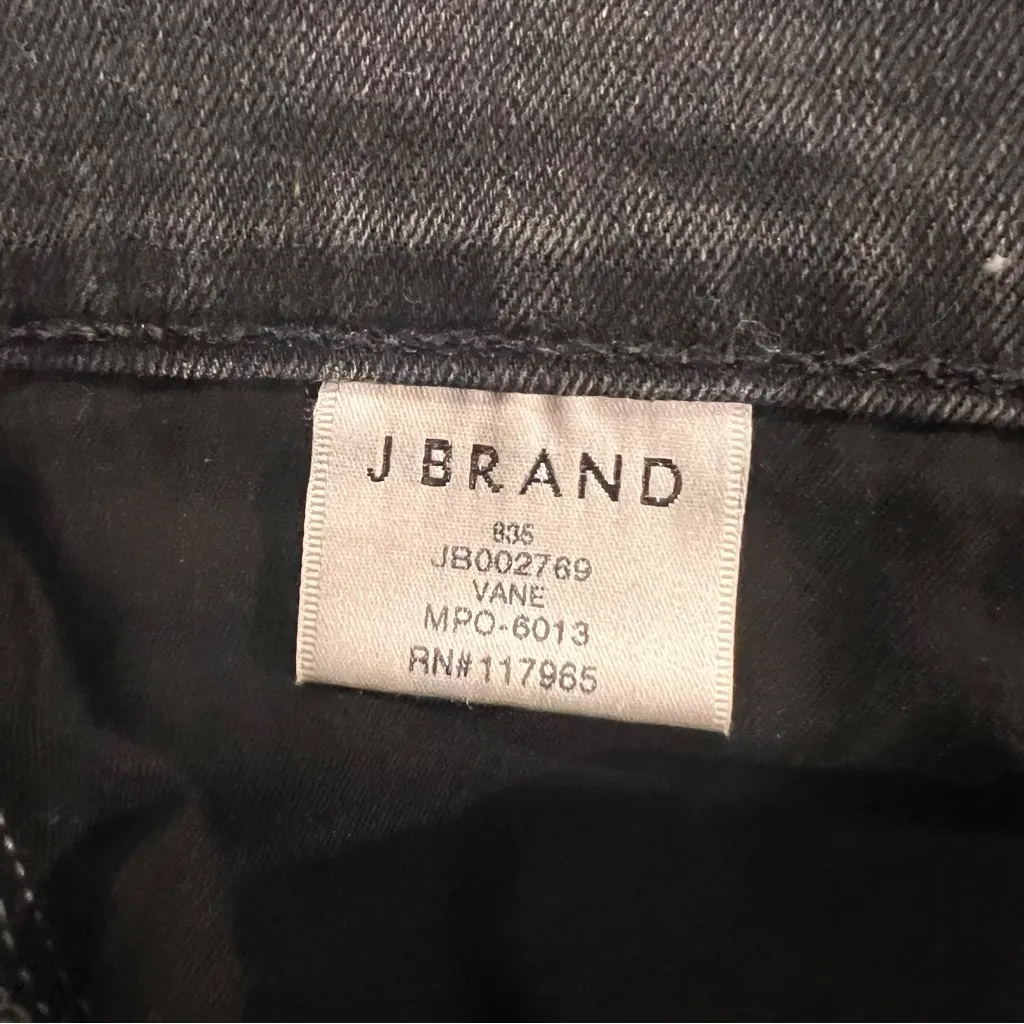 J BRAND
835
JB002769
VANE
MPO-6013
RN#117965